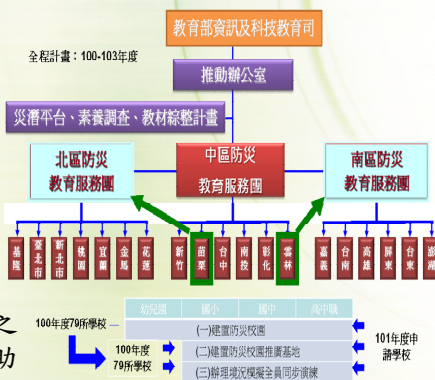 教育部資訊及科技教育司
全程計畫：100-103年度
推動辦公室
災潛平台、素養調查、教材綜整計畫
北區防災
教育服務團
中區防災
教育服務團
南區防災
教育服務團
基隆
臺北市
新北市
桃園
宜蘭
金馬
花蓮
新竹
苗栗
台中
南投
彰化
雲林
嘉義
台南
高雄
屏東
台東
澎湖
之
助
幼兒園 國小 國中 高中職
100年度79所學校
(一)建置防災校園
100年度
79所學校
(二)建置防災校園推廣基地
(三)辦理境況模擬全員同步演練
101年度申
請學校